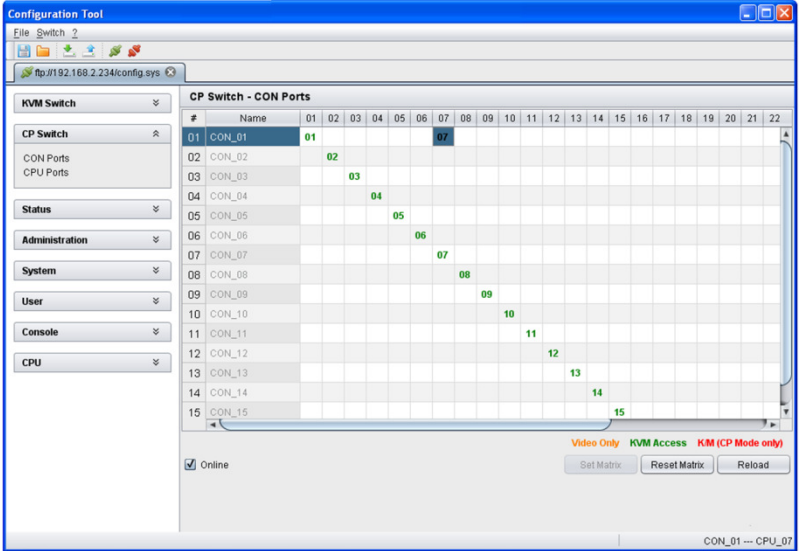 Configuration Tool
File Switch ?
ftp://192.168.2.234/config.sys
KVM Switch
CP Switch
CON Ports
CPU Ports
Status
Administration
System
User
Console
CPU
CP Switch - CON Ports
# Name 01 02 03 04 05 06 07 08 09 10 11 12 13 14 15 16 17 18 19 20 21 22
01 CON_01 01 07
02 CON_02 02
03 CON_03 03
04 CON_04 04
05 CON_05 05
06 CON_06 06
07 CON_07 07
08 CON_08 08
09 CON_09 09
10 CON_10 10
11 CON_11 11
12 CON_12 12
13 CON_13 13
14 CON_14 14
15 CON_15 15
Video Only KVM Access K/M (CP Mode only)
Online
Set Matrix Reset Matrix Reload
CON_01 --- CPU_07